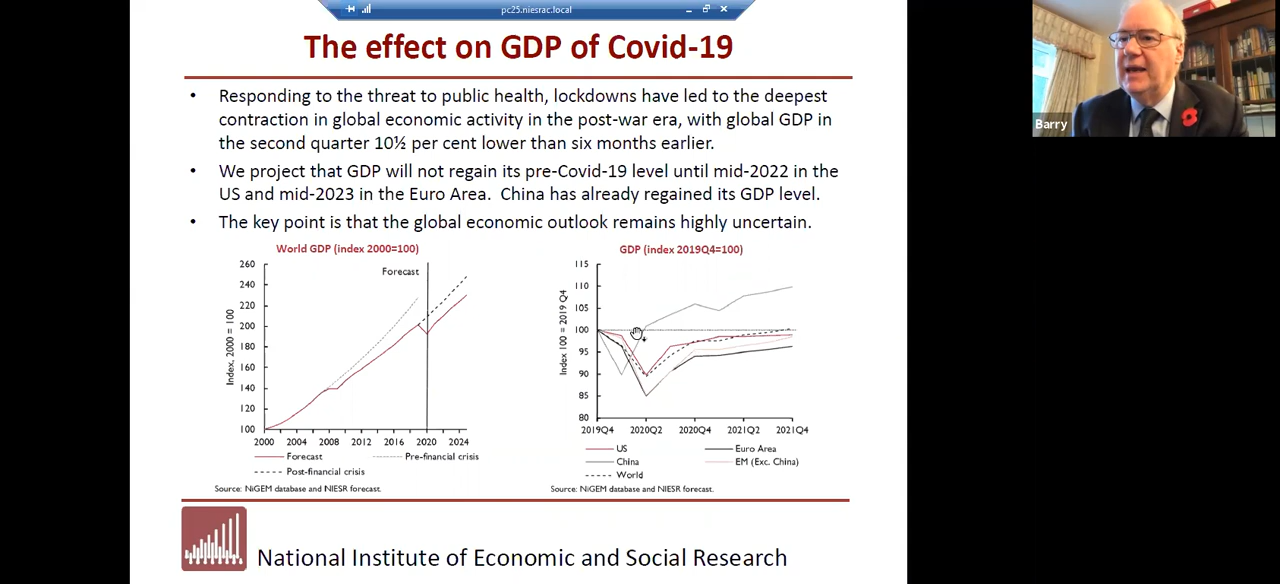 pc25.niesrac.local
The effect on GDP of Covid-19
Barry
• Responding to the threat to public health, lockdowns have led to the deepest
contraction in global economic activity in the post-war era, with global GDP in
the second quarter 10½ per cent lower than six months earlier.
• We project that GDP will not regain its pre-Covid-19 level until mid-2022 in the
US and mid-2023 in the Euro Area. China has already regained its GDP level.
• The key point is that the global economic outlook remains highly uncertain.
World GDP (index 2000=100)
260
240
220
200
180
160
140
120
100
Index, 2000 = 100
Forecast
2000 2004 2008 2012 2016 2020 2024
Forecast Pre-financial crisis
Post-financial crisis
Source: NiGEM database and NIESR forecast.
GDP (index 2019Q4=100)
115
110
105
100
95
90
85
80
Index 100 = 2019 Q4
2019Q4 2020Q2 2020Q4 2021Q2 2021Q4
US Euro Area
China EM (Exc. China)
World
Source: NiGEM database and NIESR forecast.
National Institute of Economic and Social Research